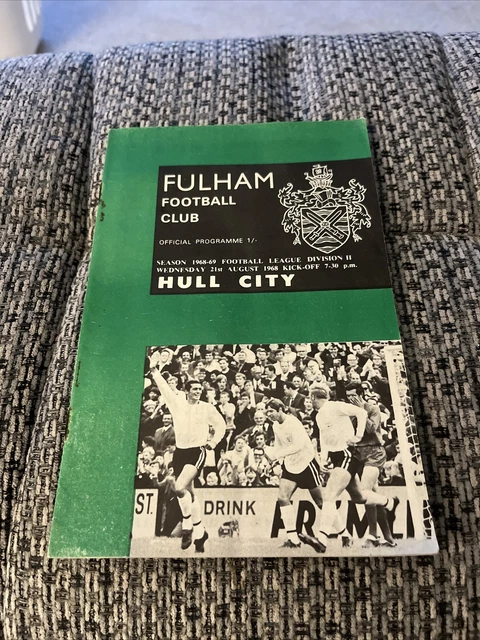 FULHAM
FOOTBALL
CLUB
OFFICIAL PROGRAMME 1/-
SEASON 1968-69 FOOTBALL LEAGUE DIVISION II
WEDNESDAY 21st AUGUST 1968 KICK-OFF 7-30 p.m.
HULL CITY
ST. DRINK